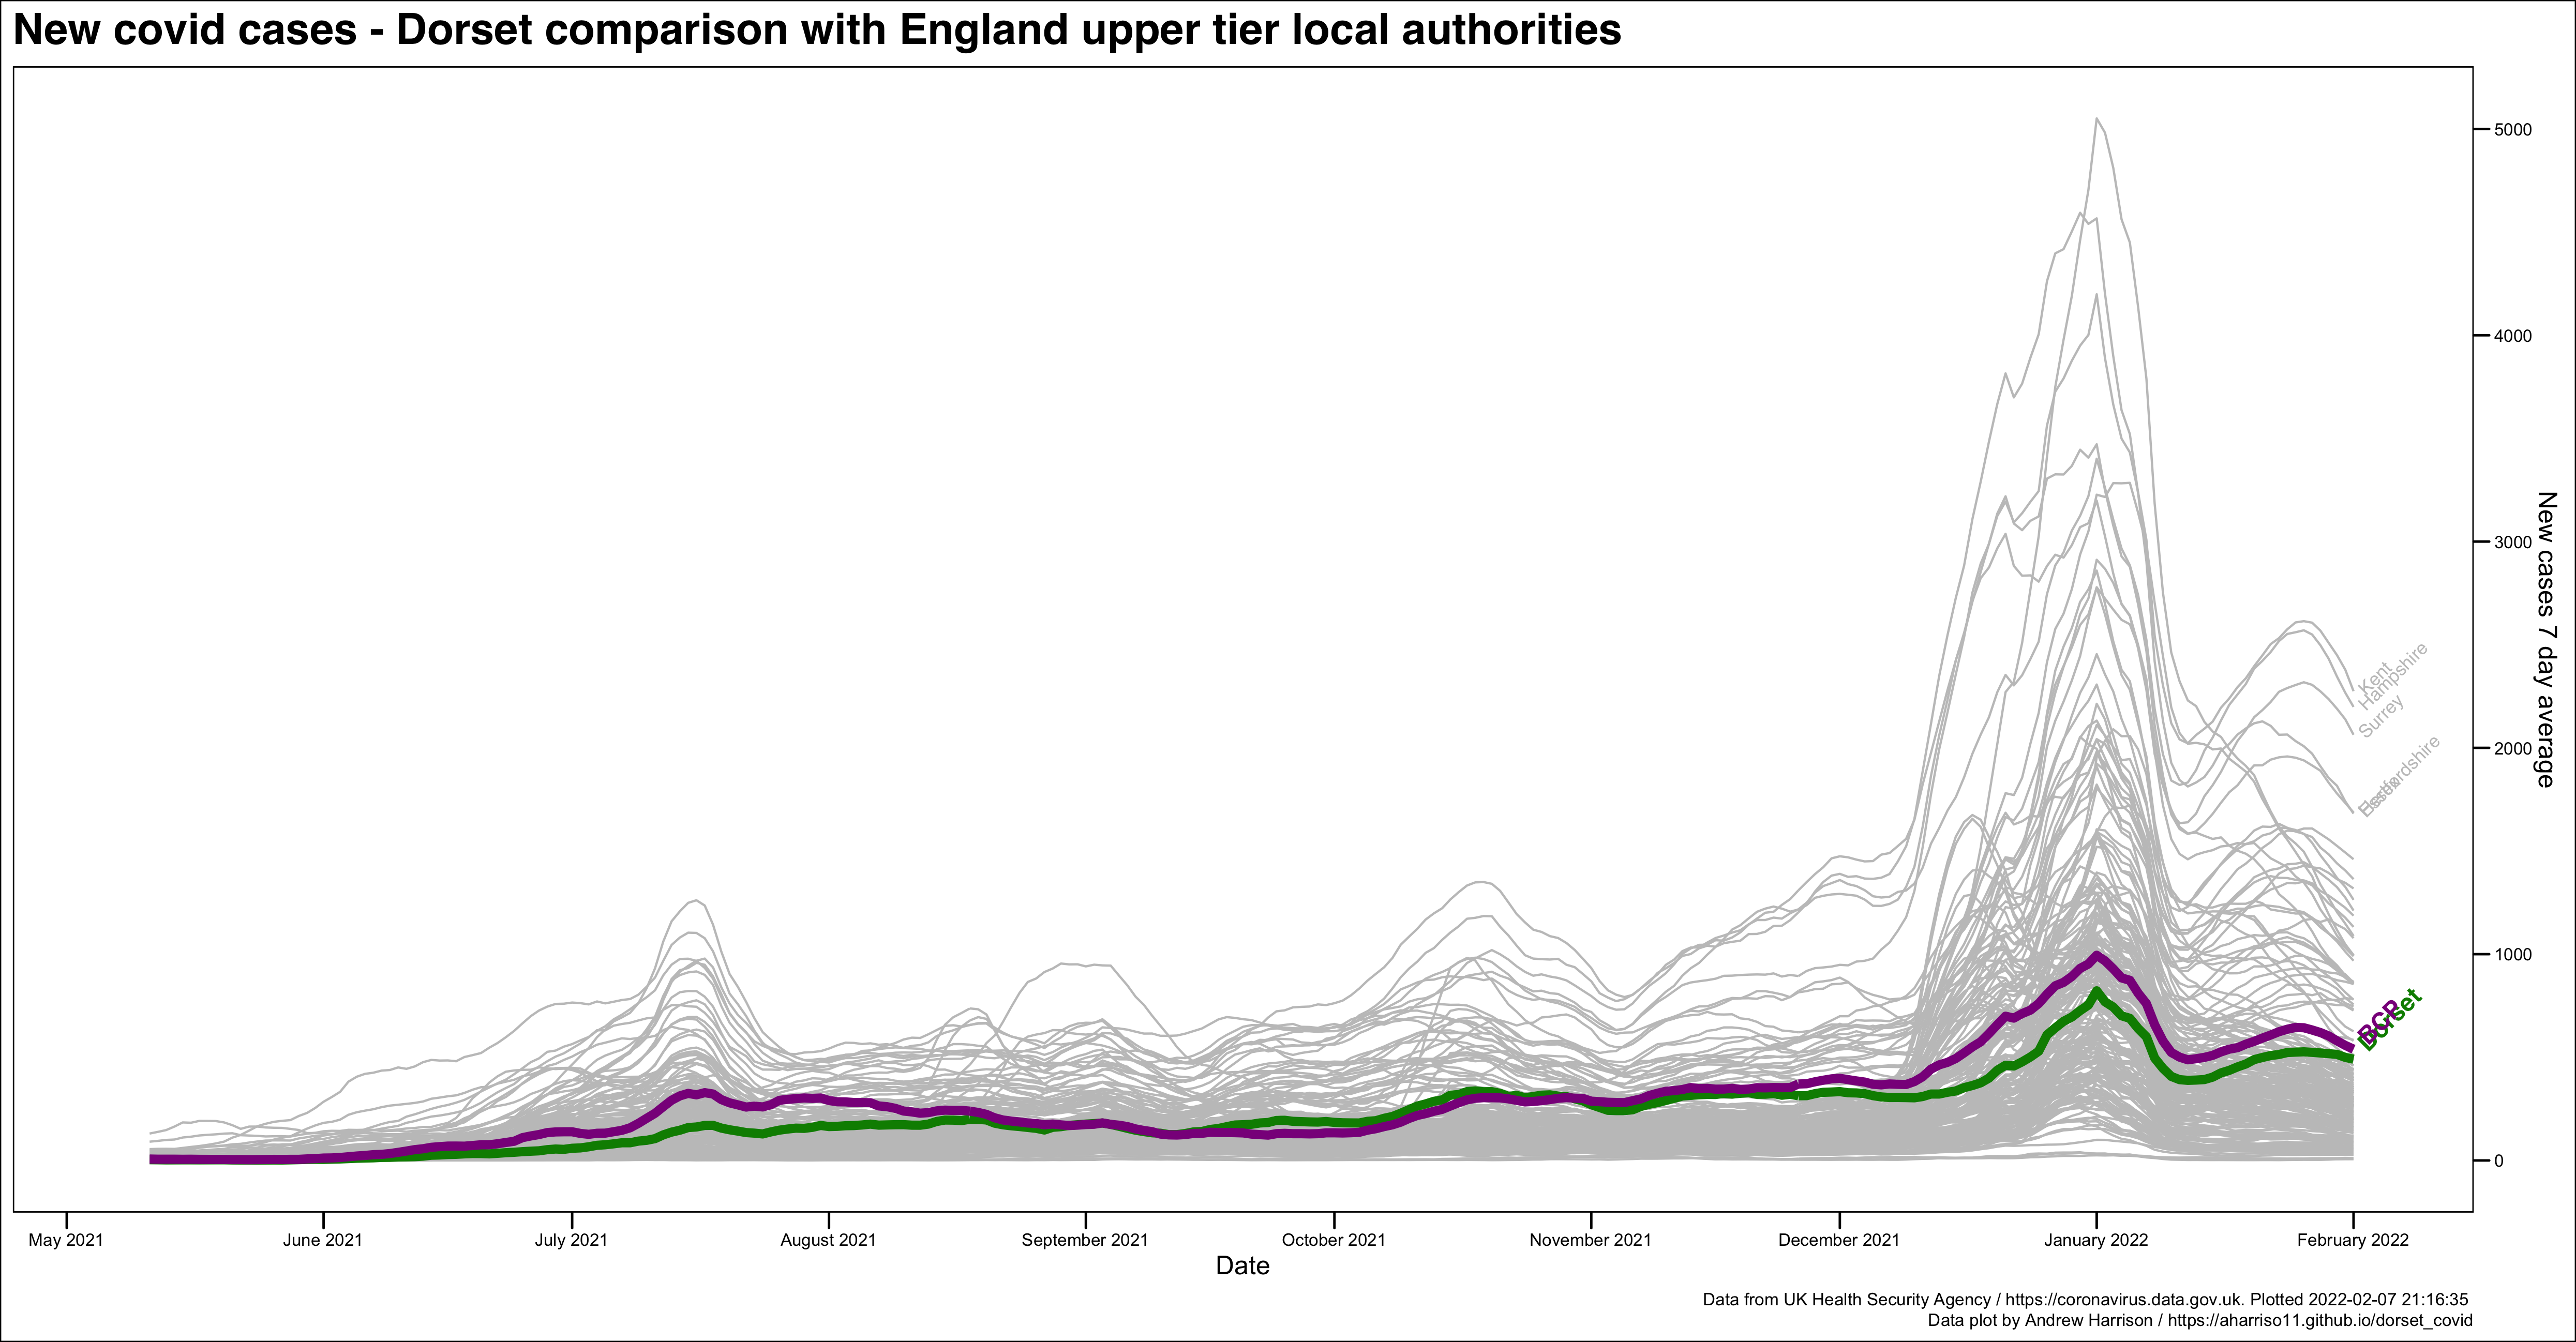 New covid cases - Dorset comparison with England upper tier local authorities
5000
4000
3000
2000
1000
0
New cases 7 day average
Kent
Hampshire
Surrey
Hertfordshire
Essex
BCP
Dorset
May 2021
June 2021
July 2021
August 2021
September 2021
October 2021
November 2021
December 2021
January 2022
February 2022
Date
Data from UK Health Security Agency / https://coronavirus.data.gov.uk. Plotted 2022-02-07 21:16:35
Data plot by Andrew Harrison / https://aharriso11.github.io/dorset_covid